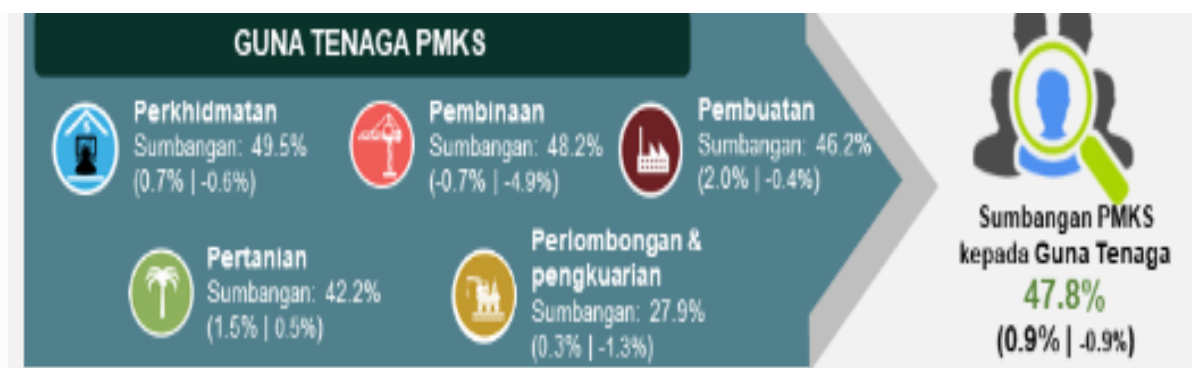 GUNA TENAGA PMKS
Perkhidmatan
Sumbangan: 49.5%
(0.7% | -0.6%)
Pembinaan
Sumbangan: 48.2%
(-0.7% | -4.9%)
Pembuatan
Sumbangan: 46.2%
(2.0% | -0.4%)
Pertanian
Sumbangan: 42.2%
(1.5% | 0.5%)
Perlombongan &
pengkuarian
Sumbangan: 27.9%
(0.3% | -1.3%)
Sumbangan PMKS
kepada Guna Tenaga
47.8%
(0.9% | -0.9%)